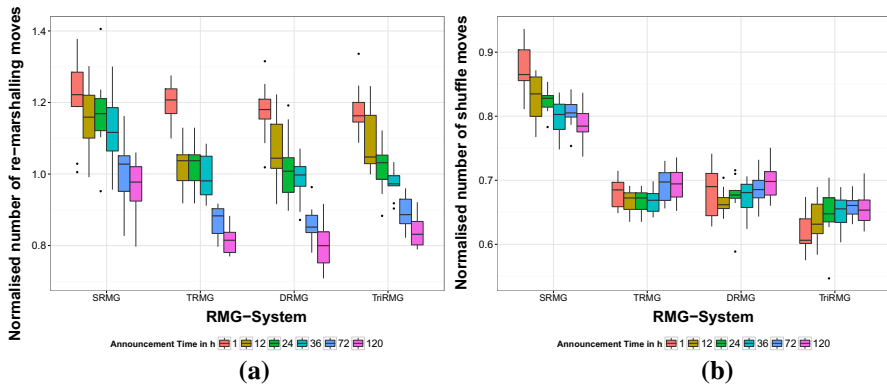 (a)
Normalised number of re−marshalling moves
1.4
1.2
1.0
0.8
SRMG TRMG DRMG TriRMG
RMG−System
Announcement Time in h 1 12 24 36 72 120
(a)
(b)
Normalised number of shuffle moves
0.9
0.8
0.7
0.6
SRMG TRMG DRMG TriRMG
RMG−System
Announcement Time in h 1 12 24 36 72 120
(b)